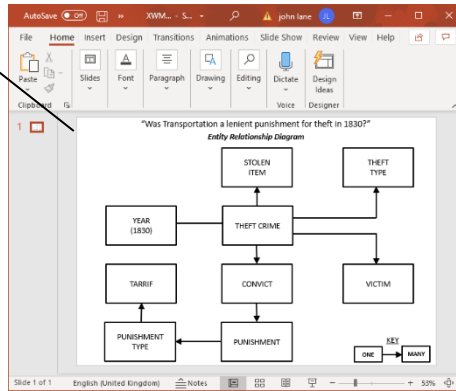 AutoSave Off XWM... - S... john lane JL
File Home Insert Design Transitions Animations Slide Show Review View Help
Paste Slides Font Paragraph Drawing Editing Dictate Design Ideas
Clipboard Voice Designer
1
"Was Transportation a lenient punishment for theft in 1830?"
Entity Relationship Diagram
STOLEN ITEM
THEFT TYPE
YEAR (1830)
THEFT CRIME
TARRIF
CONVICT
VICTIM
PUNISHMENT TYPE
PUNISHMENT
KEY
ONE MANY
Slide 1 of 1 English (United Kingdom) Notes 53%